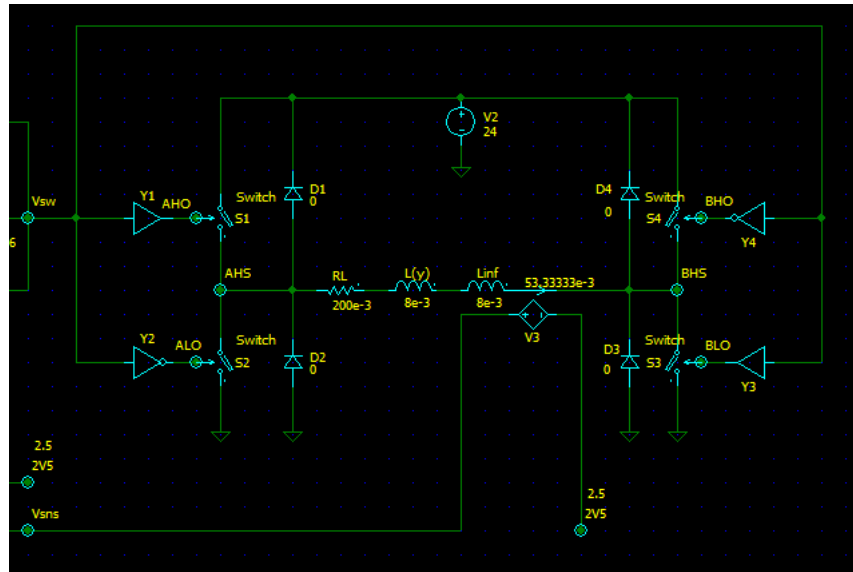 V2
24
Vsw
6
Y1
AHO
Switch
S1
D1
0
D4
0
Switch
S4
BHO
Y4
AHS
RL
200e-3
L(y)
8e-3
Linf
8e-3
53.33333e-3
BHS
Y2
ALO
Switch
S2
D2
0
V3
D3
0
Switch
S3
BLO
Y3
2.5
2V5
Vsns
2.5
2V5